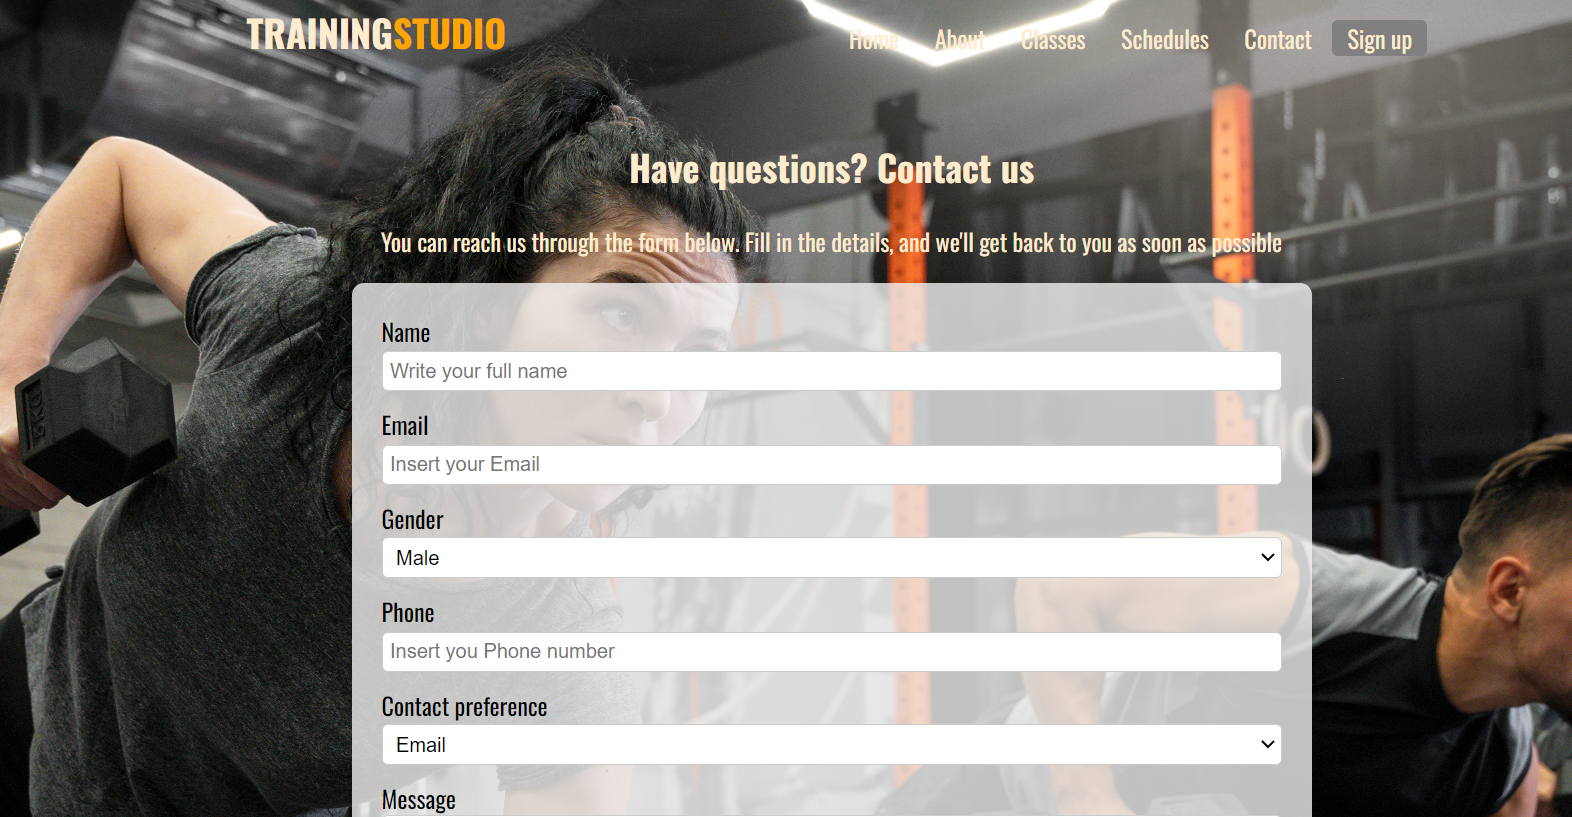 TRAININGSTUDIO
Home About Classes Schedules Contact Sign up
Have questions? Contact us
You can reach us through the form below. Fill in the details, and we'll get back to you as soon as possible
Name
Write your full name
Email
Insert your Email
Gender
Male
Phone
Insert you Phone number
Contact preference
Email
Message